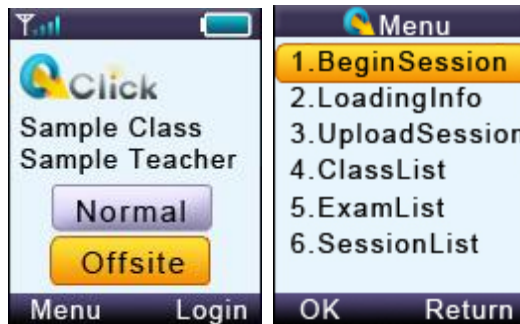 Click
Sample Class
Sample Teacher
Normal
Offsite
Menu Login
Menu
1.BeginSession
2.LoadingInfo
3.UploadSession
4.ClassList
5.ExamList
6.SessionList
OK Return